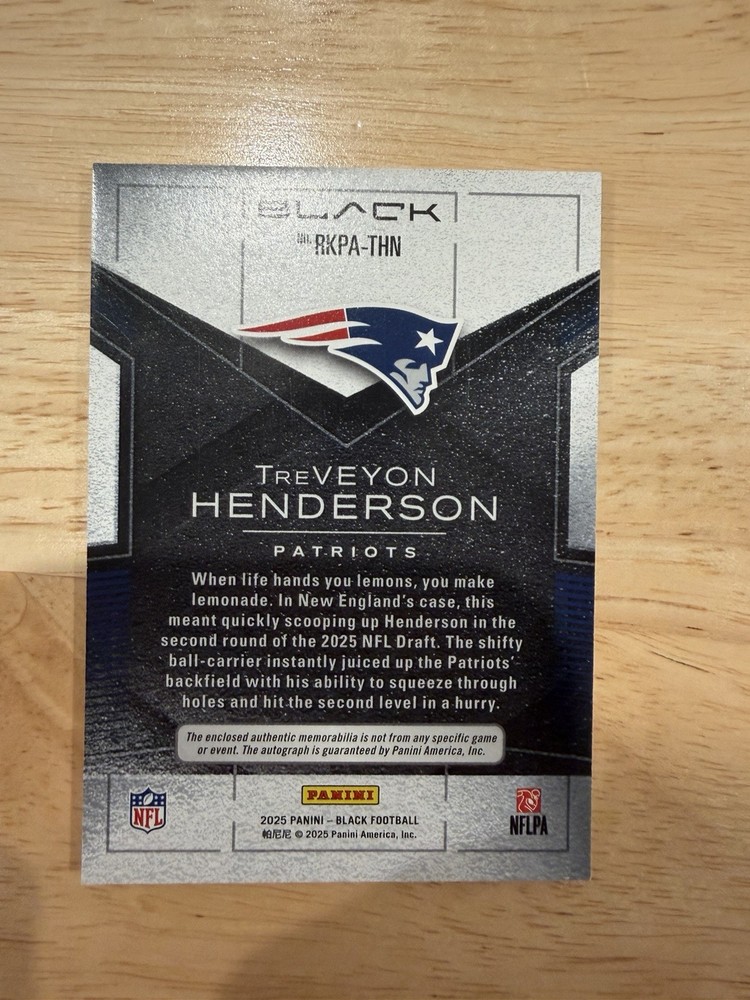 BLACK
NO. RKPA-THN
TREVEYON
HENDERSON
PATRIOTS
When life hands you lemons, you make
lemonade. In New England's case, this
meant quickly scooping up Henderson in the
second round of the 2025 NFL Draft. The shifty
ball-carrier instantly juiced up the Patriots'
backfield with his ability to squeeze through
holes and hit the second level in a hurry.
The enclosed authentic memorabilia is not from any specific game
or event. The autograph is guaranteed by Panini America, Inc.
PANINI
NFL
2025 PANINI – BLACK FOOTBALL
帕尼尼 © 2025 Panini America, Inc.
NFLPA